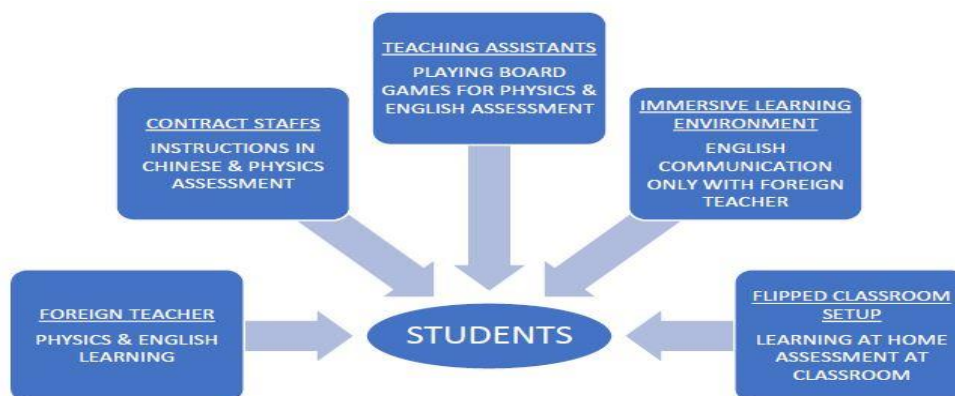 TEACHING ASSISTANTS
PLAYING BOARD
GAMES FOR PHYSICS &
ENGLISH ASSESSMENT
CONTRACT STAFFS
INSTRUCTIONS IN
CHINESE & PHYSICS
ASSESSMENT
IMMERSIVE LEARNING
ENVIRONMENT
ENGLISH
COMMUNICATION
ONLY WITH FOREIGN
TEACHER
FOREIGN TEACHER
PHYSICS & ENGLISH
LEARNING
STUDENTS
FLIPPED CLASSROOM
SETUP
LEARNING AT HOME
ASSESSMENT AT
CLASSROOM